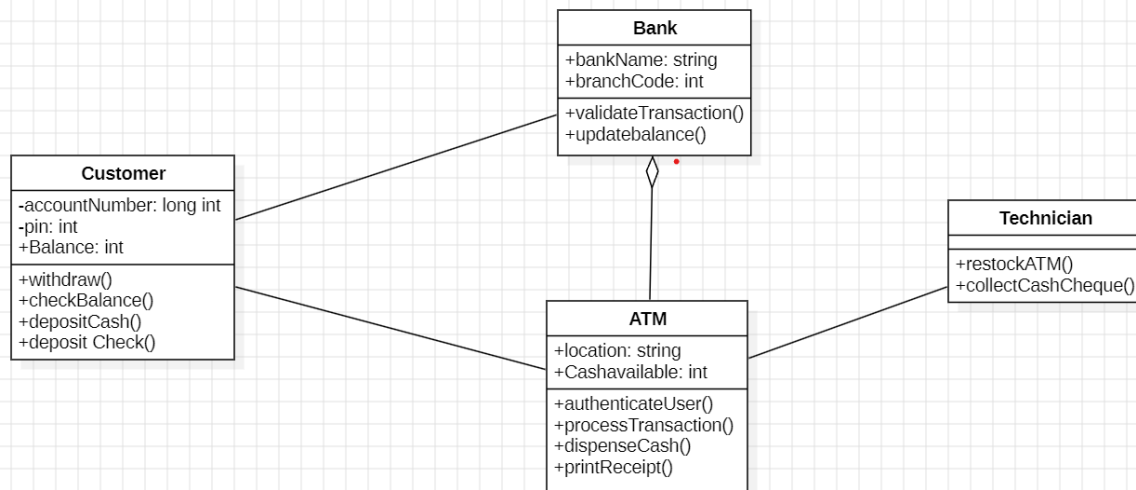 Bank
+bankName: string
+branchCode: int
+validateTransaction()
+updatebalance()
Customer
-accountNumber: long int
-pin: int
+Balance: int
+withdraw()
+checkBalance()
+depositCash()
+deposit Check()
Technician
+restockATM()
+collectCashCheque()
ATM
+location: string
+Cashavailable: int
+authenticateUser()
+processTransaction()
+dispenseCash()
+printReceipt()